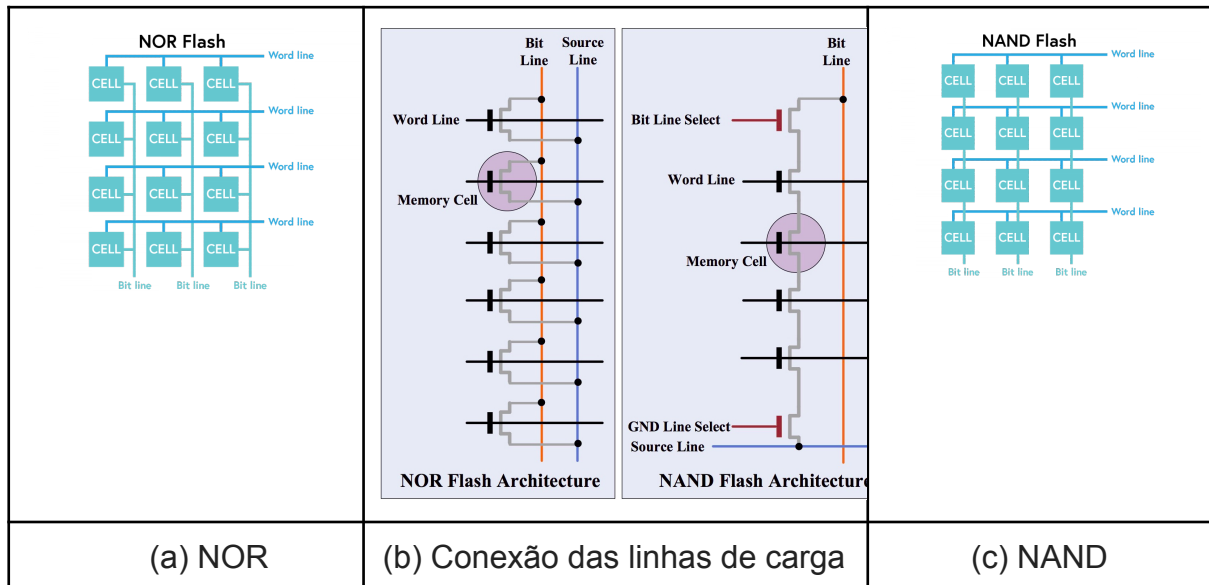 NOR Flash
Word line
CELL CELL CELL
Word line
CELL CELL CELL
Word line
CELL CELL CELL
Word line
CELL CELL CELL
Bit line Bit line Bit line
(a) NOR
Bit
Line
Source
Line
Word Line
Memory Cell
NOR Flash Architecture
Bit
Line
Bit Line Select
Word Line
Memory Cell
GND Line Select
Source Line
NAND Flash Architecture
(b) Conexão das linhas de carga
NAND Flash
Word line
CELL CELL CELL
Word line
CELL CELL CELL
Word line
CELL CELL CELL
Word line
CELL CELL CELL
Bit line Bit line Bit line
(c) NAND